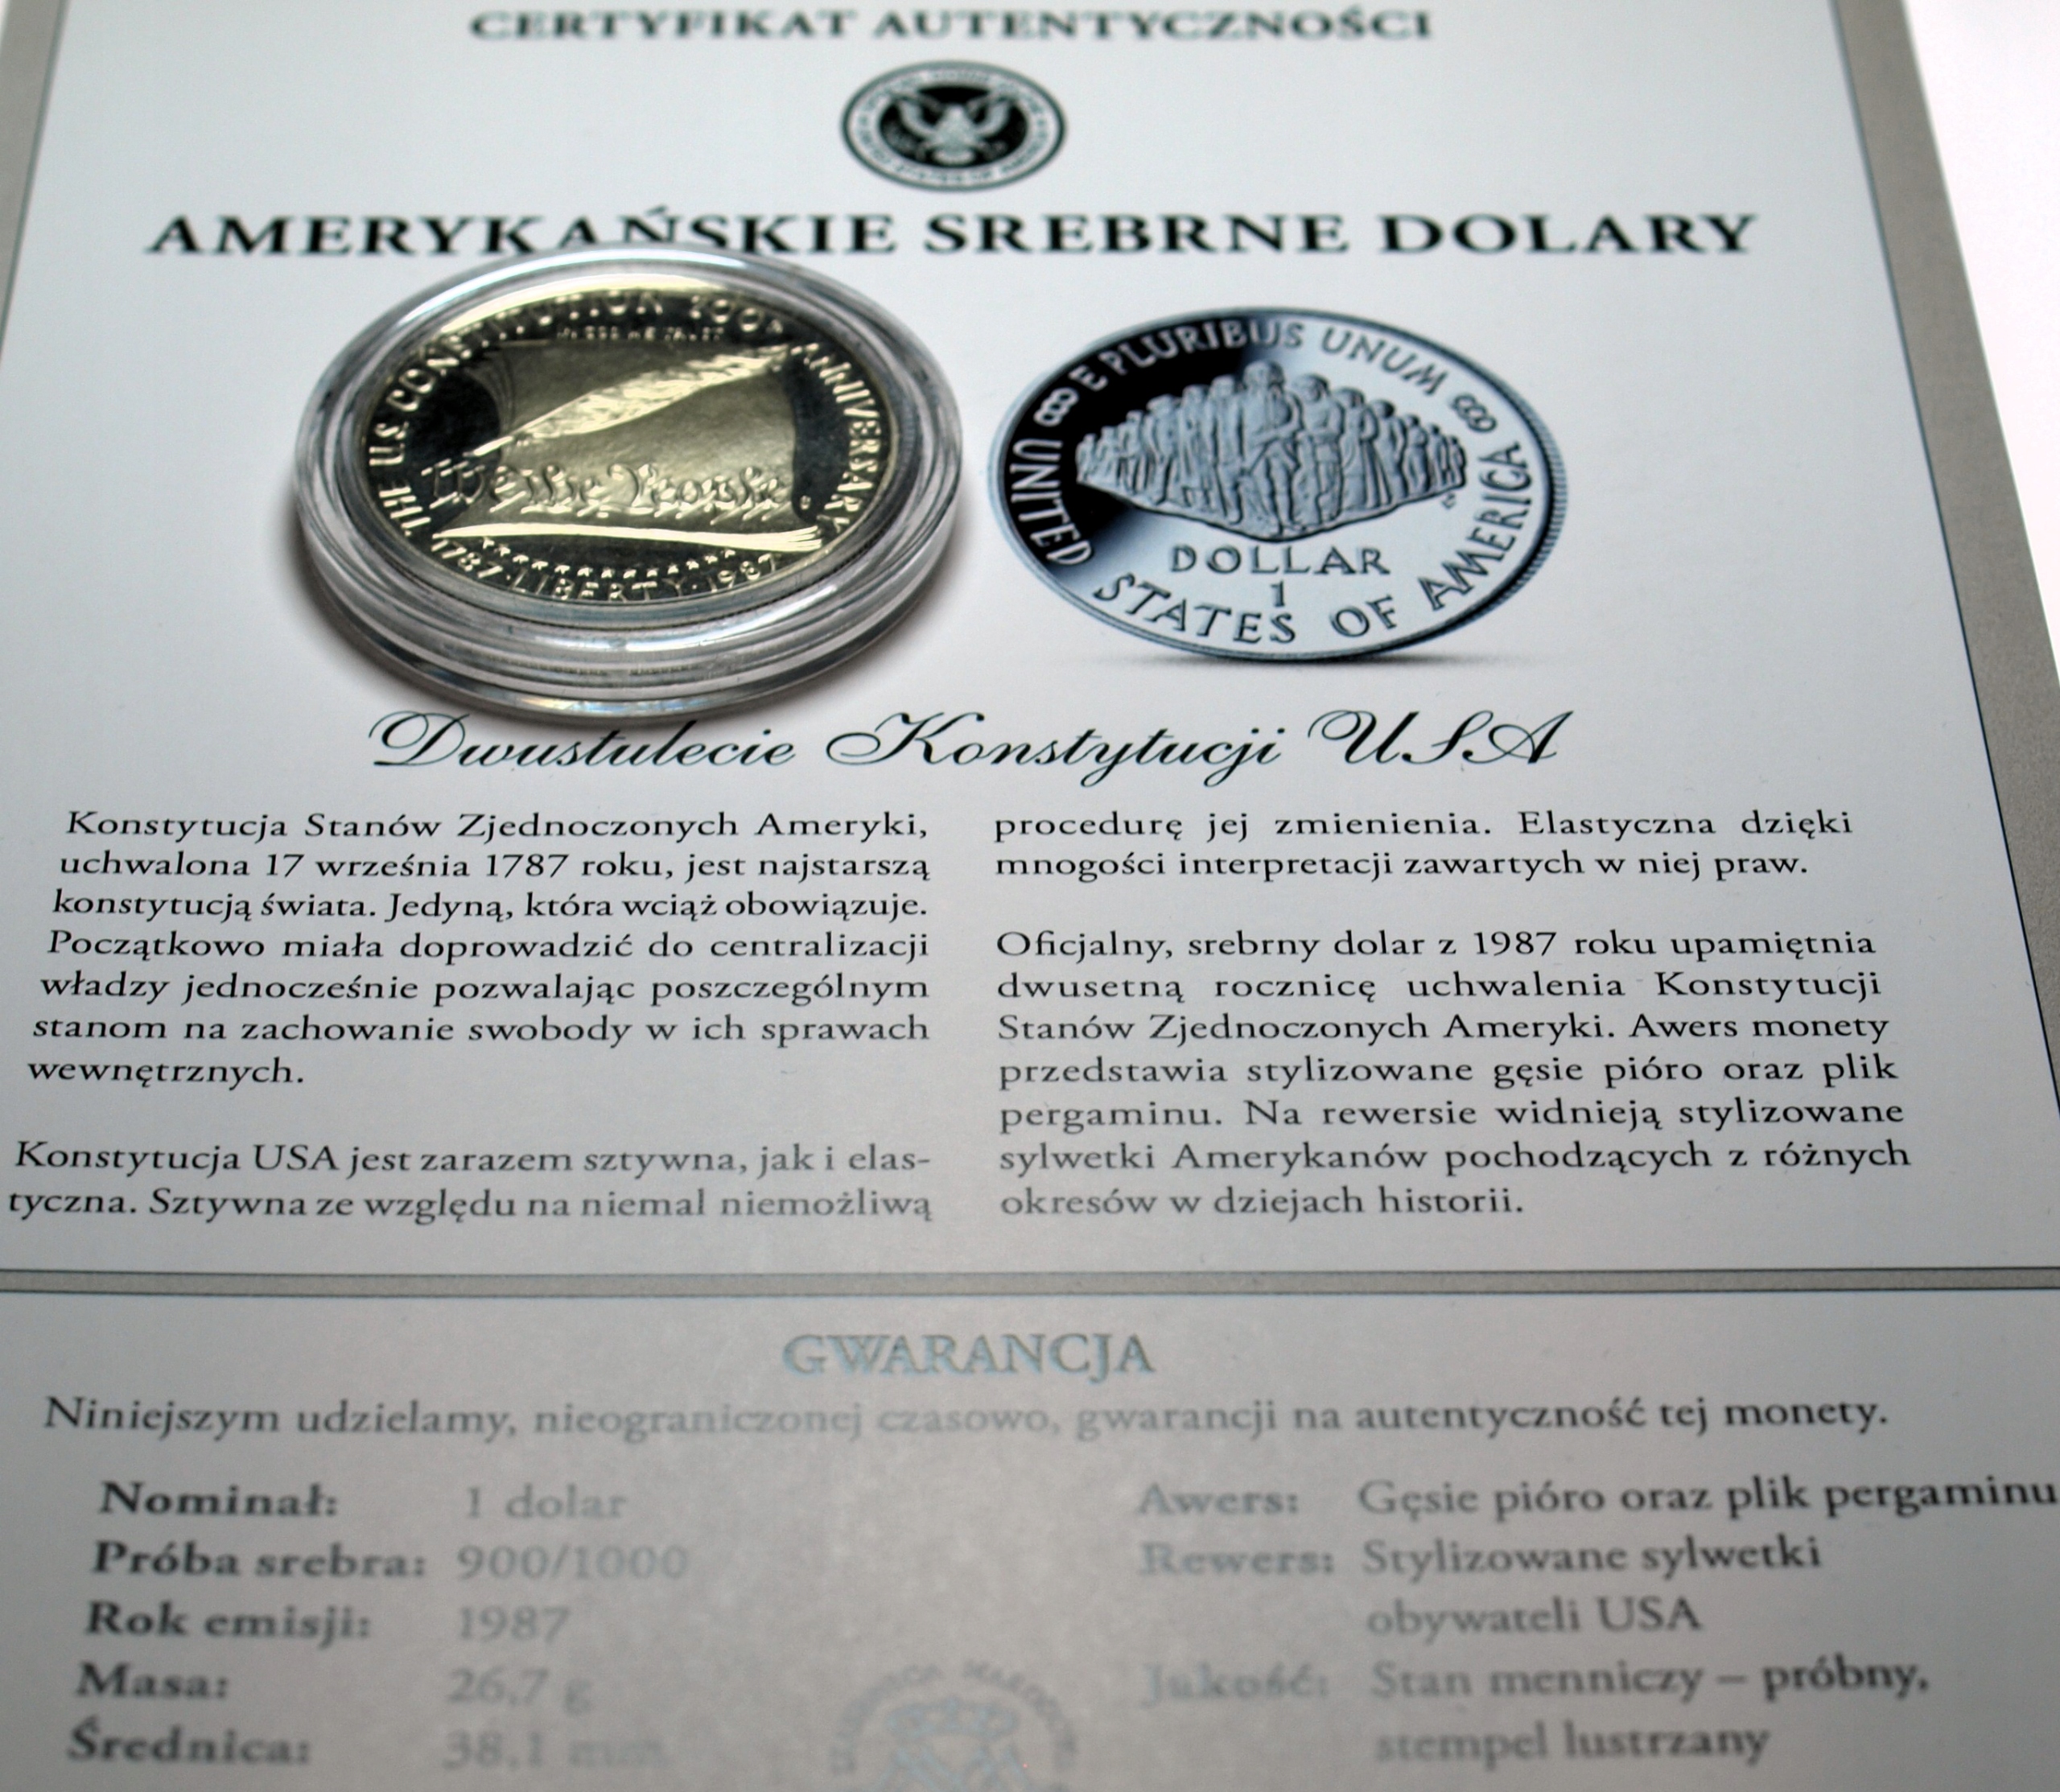 CERTYFIKAT AUTENTYCZNOŚCI
AMERYKAŃSKIE SREBRNE DOLARY
THE U.S. CONSTITUTION 200TH ANNIVERSARY
IN GOD WE TRUST
We the People
1787·LIBERTY·1987
E PLURIBUS UNUM
DOLLAR
1
UNITED STATES OF AMERICA
Dwustulecie Konstytucji USA
Konstytucja Stanów Zjednoczonych Ameryki,
uchwalona 17 września 1787 roku, jest najstarszą
konstytucją świata. Jedyną, która wciąż obowiązuje.
Początkowo miała doprowadzić do centralizacji
władzy jednocześnie pozwalając poszczególnym
stanom na zachowanie swobody w ich sprawach
wewnętrznych.
Konstytucja USA jest zarazem sztywna, jak i elas-
tyczna. Sztywna ze względu na niemal niemożliwą
procedurę jej zmienienia. Elastyczna dzięki
mnogości interpretacji zawartych w niej praw.
Oficjalny, srebrny dolar z 1987 roku upamiętnia
dwusetną rocznicę uchwalenia Konstytucji
Stanów Zjednoczonych Ameryki. Awers monety
przedstawia stylizowane gęsie pióro oraz plik
pergaminu. Na rewersie widnieją stylizowane
sylwetki Amerykanów pochodzących z różnych
okresów w dziejach historii.
GWARANCJA
Niniejszym udzielamy, nieograniczonej czasowo, gwarancji na autentyczność tej monety.
Nominał: 1 dolar
Próba srebra: 900/1000
Rok emisji: 1987
Masa: 26,7 g
Średnica: 38,1 mm
Awers: Gęsie pióro oraz plik pergaminu
Rewers: Stylizowane sylwetki
obywateli USA
Jakość: Stan menniczy – próbny,
stempel lustrzany